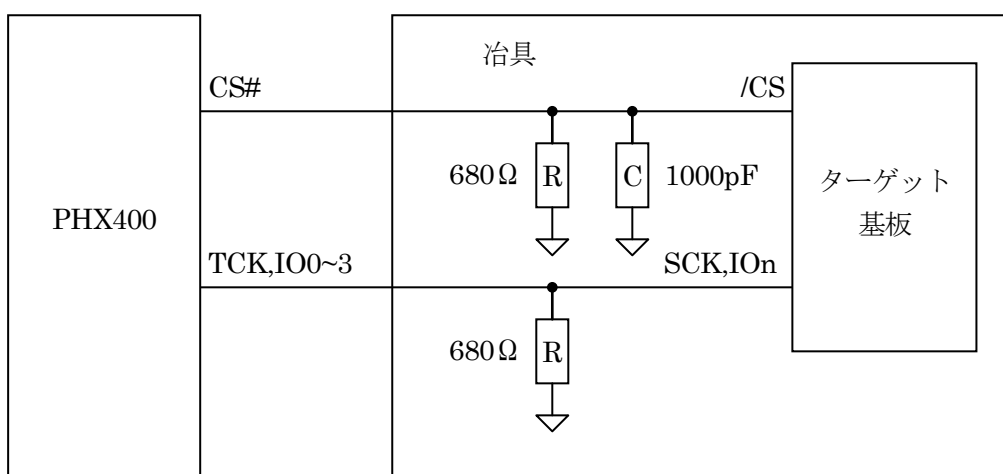 冶具
CS#
/CS
680Ω
R
C
1000pF
ターゲット
基板
PHX400
TCK,IO0~3
SCK,IOn
680Ω
R